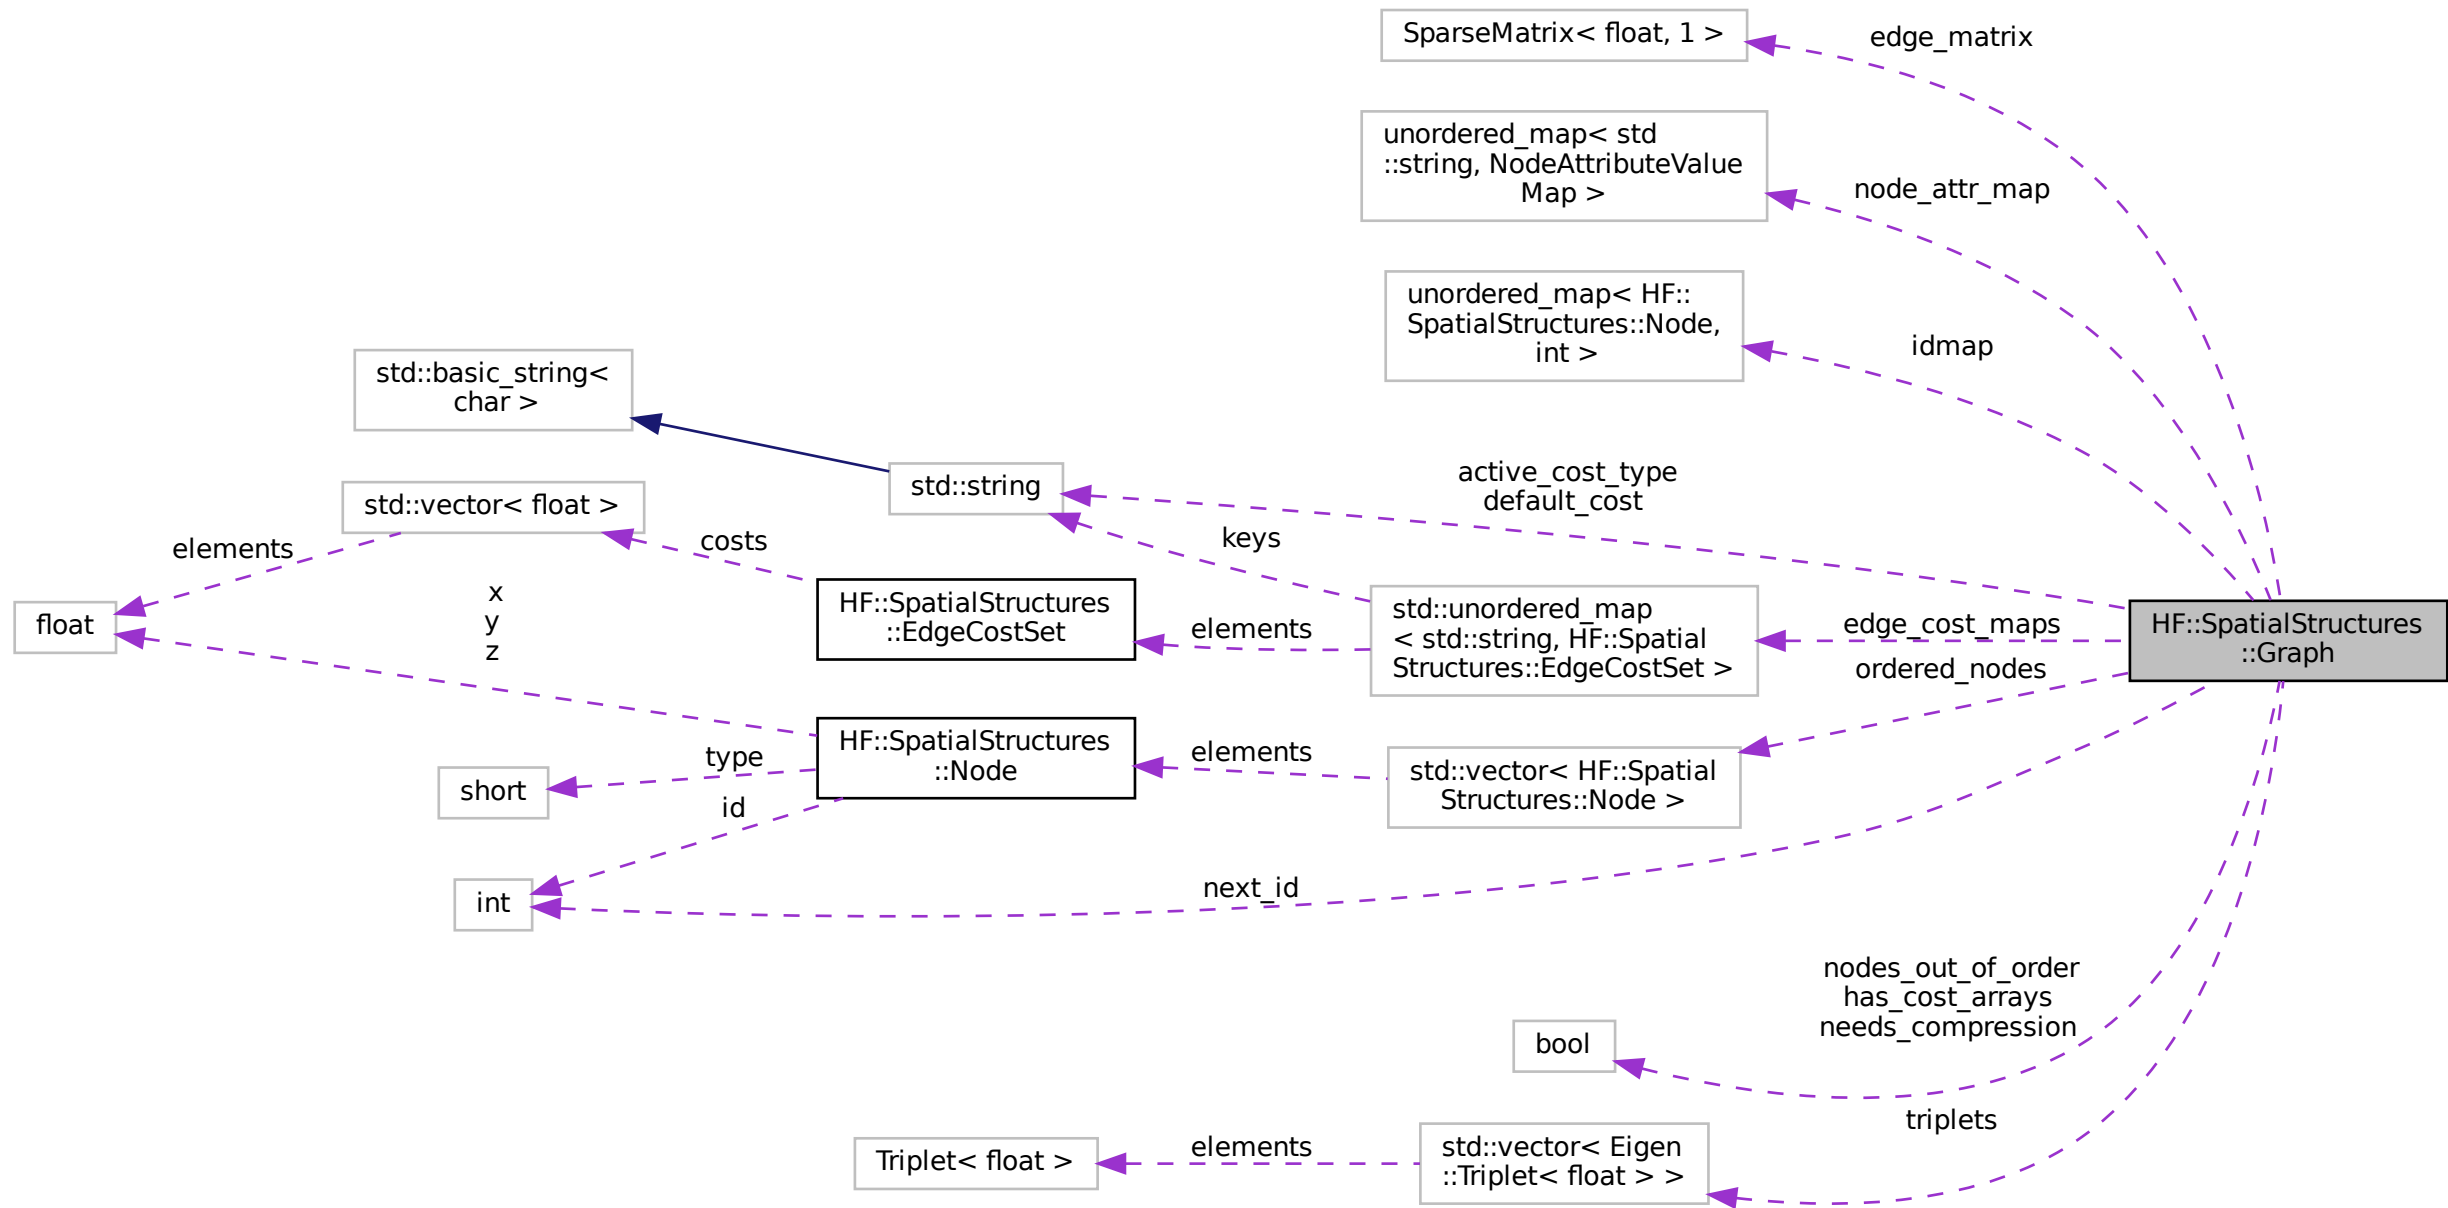 SparseMatrix< float, 1 >
edge_matrix
unordered_map< std
::string, NodeAttributeValue
Map >
node_attr_map
unordered_map< HF::
SpatialStructures::Node,
int >
idmap
std::basic_string<
char >
std::string
active_cost_type
default_cost
std::vector< float >
keys
elements
costs
x
y
z
float
HF::SpatialStructures
::EdgeCostSet
elements
std::unordered_map
< std::string, HF::Spatial
Structures::EdgeCostSet >
edge_cost_maps
HF::SpatialStructures
::Graph
ordered_nodes
HF::SpatialStructures
::Node
type
short
id
elements
std::vector< HF::Spatial
Structures::Node >
int
next_id
nodes_out_of_order
has_cost_arrays
needs_compression
bool
triplets
Triplet< float >
elements
std::vector< Eigen
::Triplet< float > >